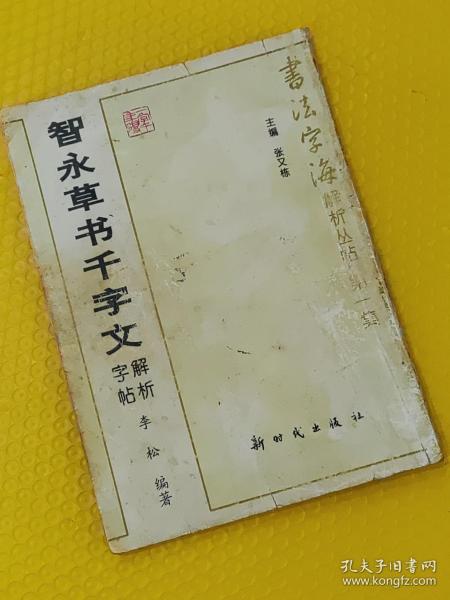 书法字海解析丛帖 第一集
主编 张又栋
智永草书千字文
解析
字帖
李松 编著
新时代出版社
孔夫子旧书网
www.kongfz.com